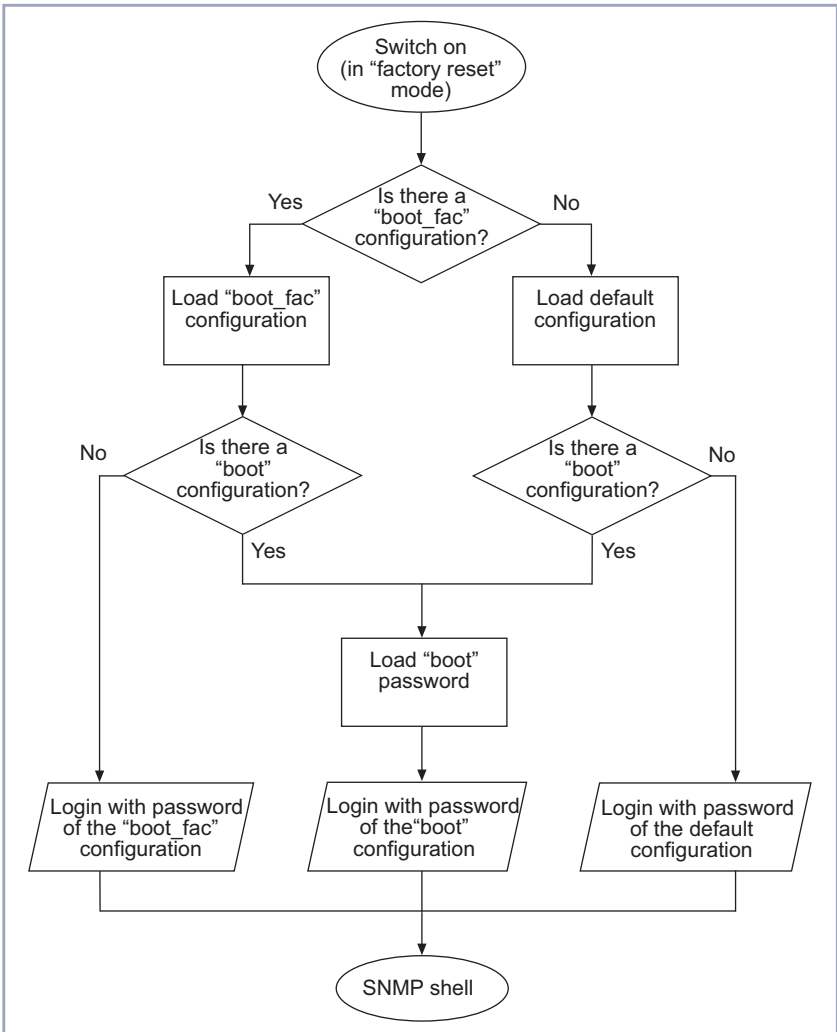 Switch on
(in “factory reset”
mode)
Yes
Is there a
“boot_fac”
configuration?
No
Load “boot_fac”
configuration
Load default
configuration
No
Is there a
“boot”
configuration?
Is there a
“boot”
configuration?
No
Yes
Yes
Load “boot”
password
Login with password
of the “boot_fac”
configuration
Login with password
of the“boot”
configuration
Login with password
of the default
configuration
SNMP shell